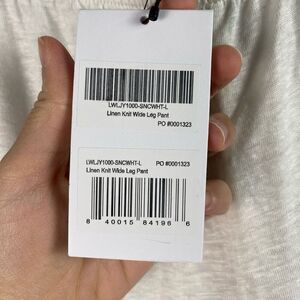 LWLJY1000-SNCWHT-L
Linen Knit Wide Leg Pant
PO #0001323
LWLJY1000-SNCWHT-L PO #0001323
Linen Knit Wide Leg Pant
8 40015 84196 6